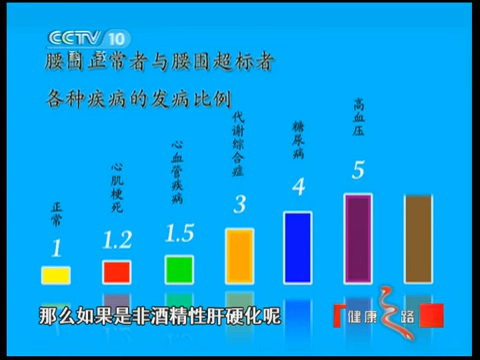 CCTV 10
科教
腰围正常者与腰围超标者
各种疾病的发病比例
正常
1
心肌梗死
1.2
心血管疾病
1.5
代谢综合症
3
糖尿病
4
高血压
5
那么如果是非酒精性肝硬化呢
健康之路